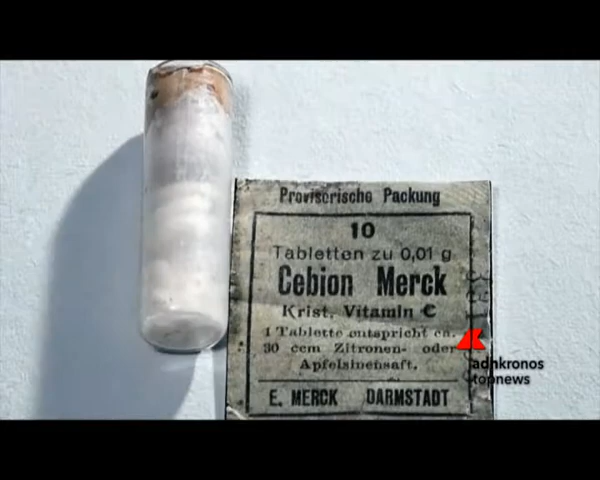 Provisorische Packung
10
Tabletten zu 0,01 g
Cebion Merck
Krist. Vitamin C
1 Tablette entspricht ca.
30 ccm Zitronen- oder
Apfelsinensaft.
E. MERCK DARMSTADT
adnkronos
topnews